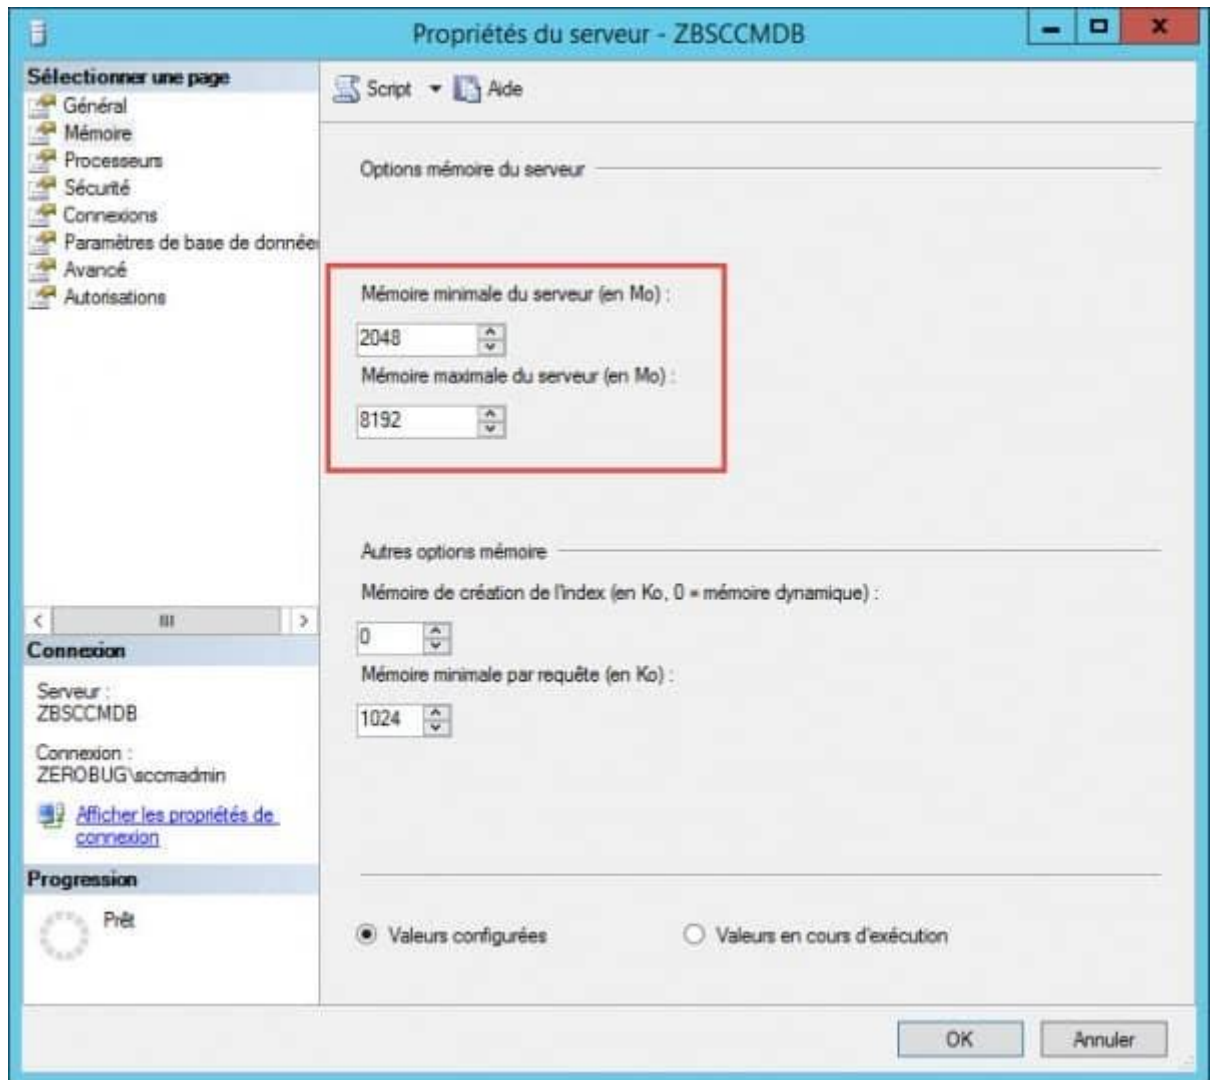 Propriétés du serveur - ZBSCCMDB
Sélectionner une page
Général
Mémoire
Processeurs
Sécurité
Connexions
Paramètres de base de donnée
Avancé
Autorisations
Script
Aide
Options mémoire du serveur
Mémoire minimale du serveur (en Mo) :
2048
Mémoire maximale du serveur (en Mo) :
8192
Autres options mémoire
Mémoire de création de l'index (en Ko, 0 = mémoire dynamique) :
0
Mémoire minimale par requête (en Ko) :
1024
Connexion
Serveur :
ZBSCCMDB
Connexion :
ZEROBUG\sccmadmin
Afficher les propriétés de
connexion
Progression
Prêt
Valeurs configurées
Valeurs en cours d'exécution
OK
Annuler